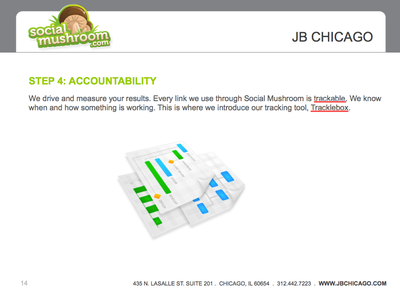 social
mushroom
.com
JB CHICAGO
STEP 4: ACCOUNTABILITY
We drive and measure your results. Every link we use through Social Mushroom is trackable. We know
when and how something is working. This is where we introduce our tracking tool, Tracklebox.
14
435 N. LASALLE ST. SUITE 201 . CHICAGO, IL 60654 . 312.442.7223 . WWW.JBCHICAGO.COM